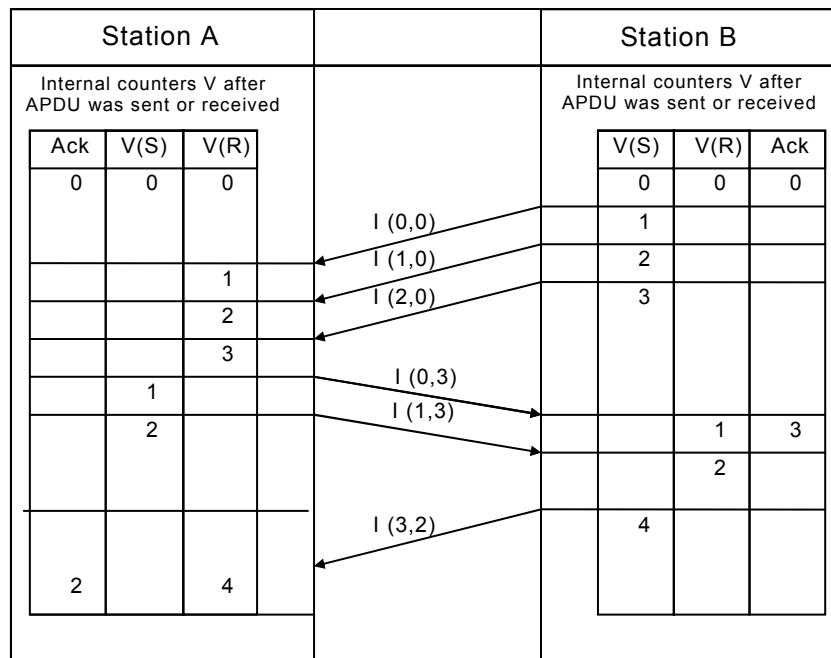 Station A
Station B
Internal counters V after
APDU was sent or received
Internal counters V after
APDU was sent or received
Ack V(S) V(R)
V(S) V(R) Ack
0 0 0
0 0 0
I (0,0)
1
I (1,0)
2
1
I (2,0)
3
2
3
I (0,3)
1
I (1,3)
2
1 3
2
I (3,2)
4
2 4